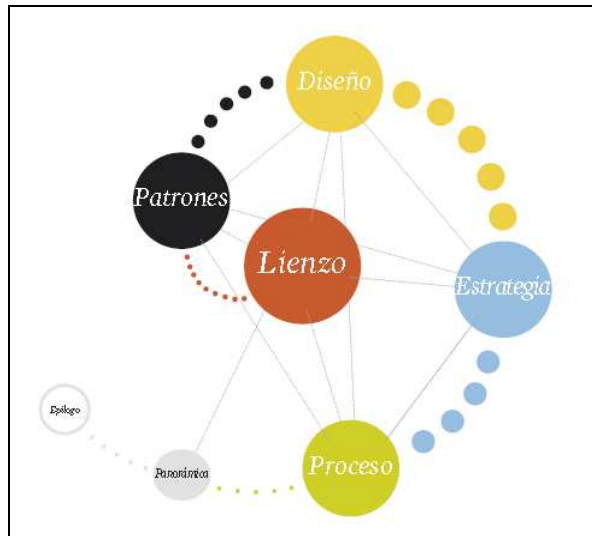 Diseño
Patrones
Lienzo
Estrategia
Epílogo
Panorámica
Proceso